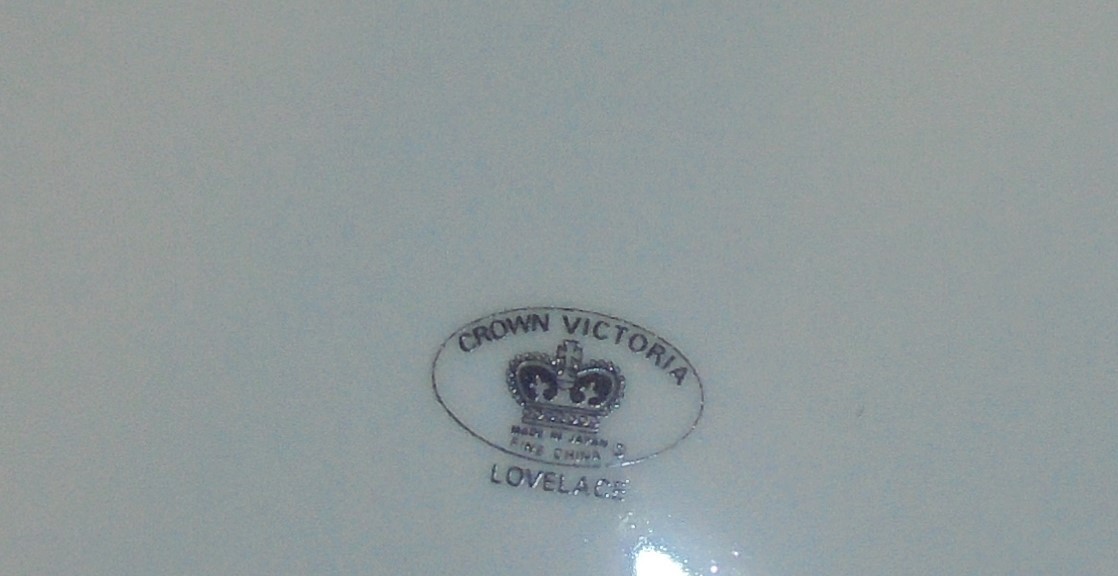 CROWN VICTORIA
MADE IN JAPAN
FINE CHINA
LOVELACE